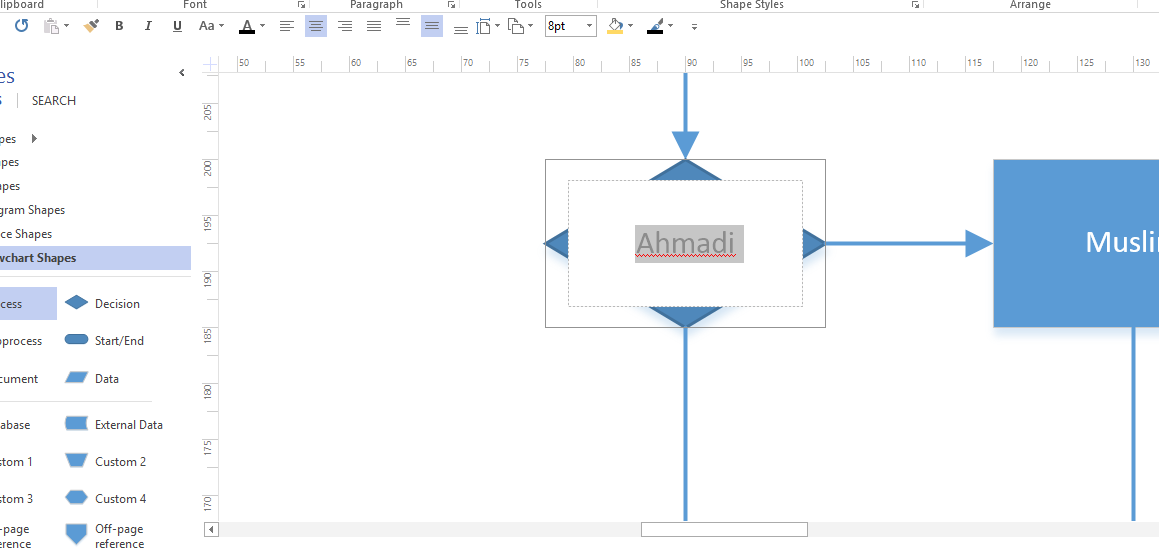 lipboard Font Paragraph Tools Shape Styles Arrange
B I U Aa A 8pt
50 55 60 65 70 75 80 85 90 95 100 105 110 115 120 125 130
es
S SEARCH
205
pes
200
apes
apes
gram Shapes
195
ce Shapes
Ahmadi
Muslin
wchart Shapes
190
cess Decision
185
process Start/End
cument Data
180
abase External Data
175
stom 1 Custom 2
stom 3 Custom 4
170
-page Off-page
erence reference